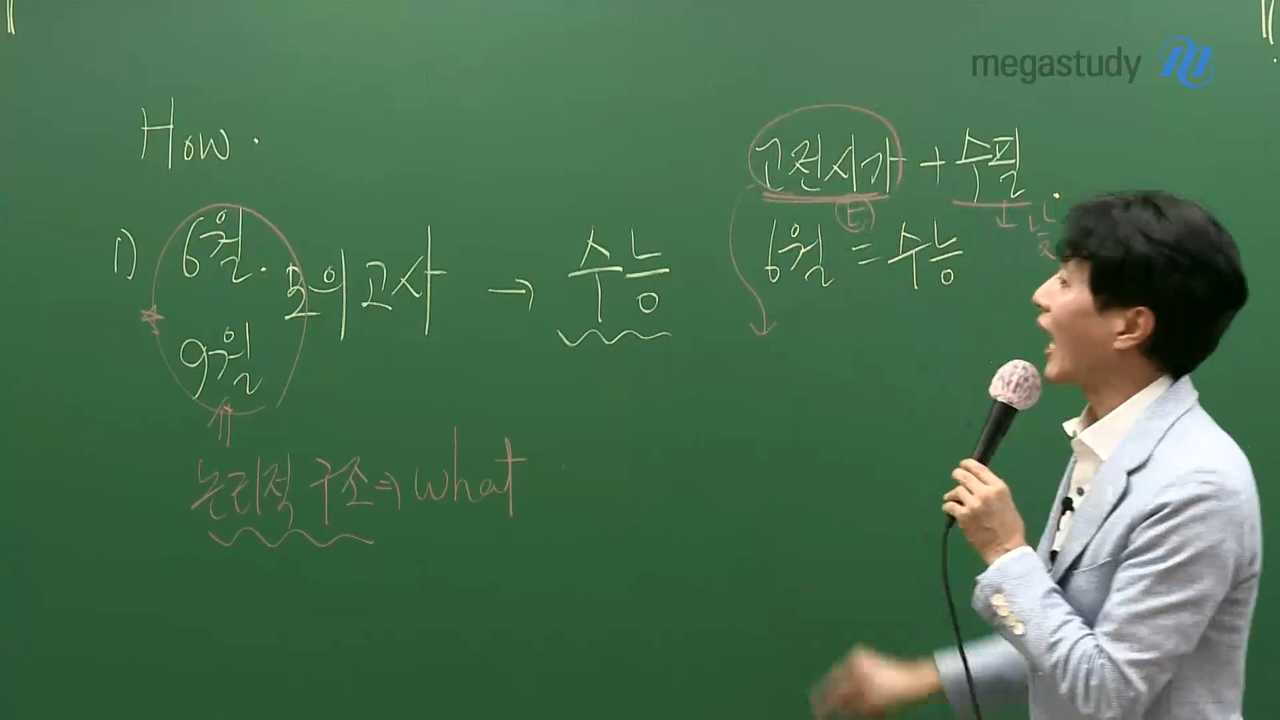 megastudy
How.
1) 6월. 9월 모의고사 → 수능
논리적 구조 → what
고전시가 + 수필
E
6월 = 수능